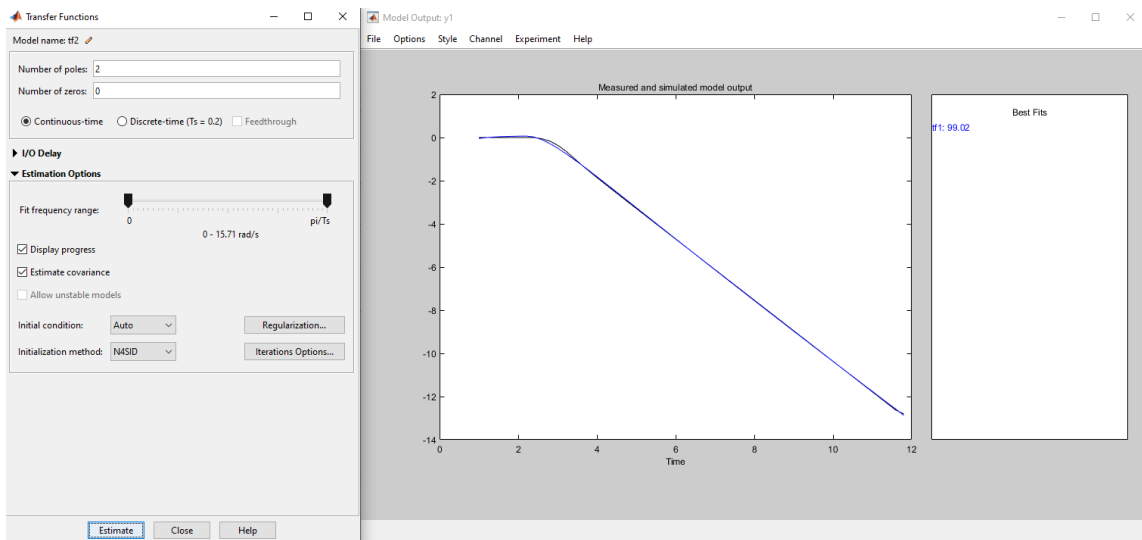 Transfer Functions
Model name: tf2
Number of poles: 2
Number of zeros: 0
Continuous-time Discrete-time (Ts = 0.2) Feedthrough
I/O Delay
Estimation Options
Fit frequency range:
0 pi/Ts
0 - 15.71 rad/s
Display progress
Estimate covariance
Allow unstable models
Initial condition: Auto Regularization...
Initialization method: N4SID Iterations Options...
Estimate Close Help
Model Output: y1
File Options Style Channel Experiment Help
Measured and simulated model output
2
0
-2
-4
-6
-8
-10
-12
-14
0 2 4 6 8 10 12
Time
Best Fits
tf1: 99.02